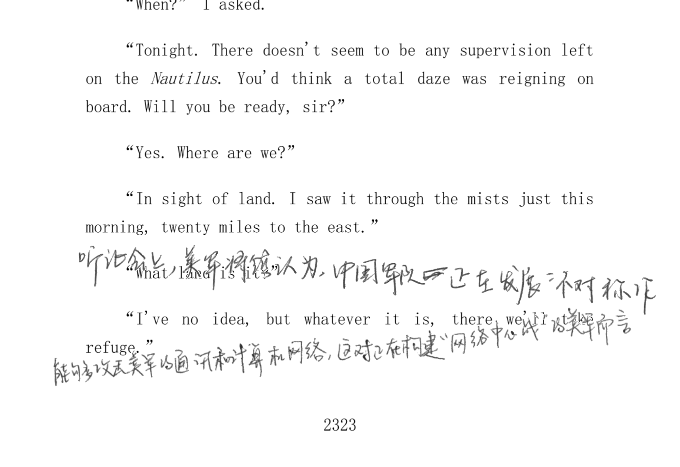 “When?” I asked.
“Tonight. There doesn't seem to be any supervision left
on the Nautilus. You'd think a total daze was reigning on
board. Will you be ready, sir?”
“Yes. Where are we?”
“In sight of land. I saw it through the mists just this
morning, twenty miles to the east.”
听证会上,美军将领认为,中国军队正在发展“不对称作
“What land is it?”
“I've no idea, but whatever it is, there we'll take
refuge.”
能够攻击美军的通讯和计算机网络,这对正在构建“网络中心战”的美军而言
2323